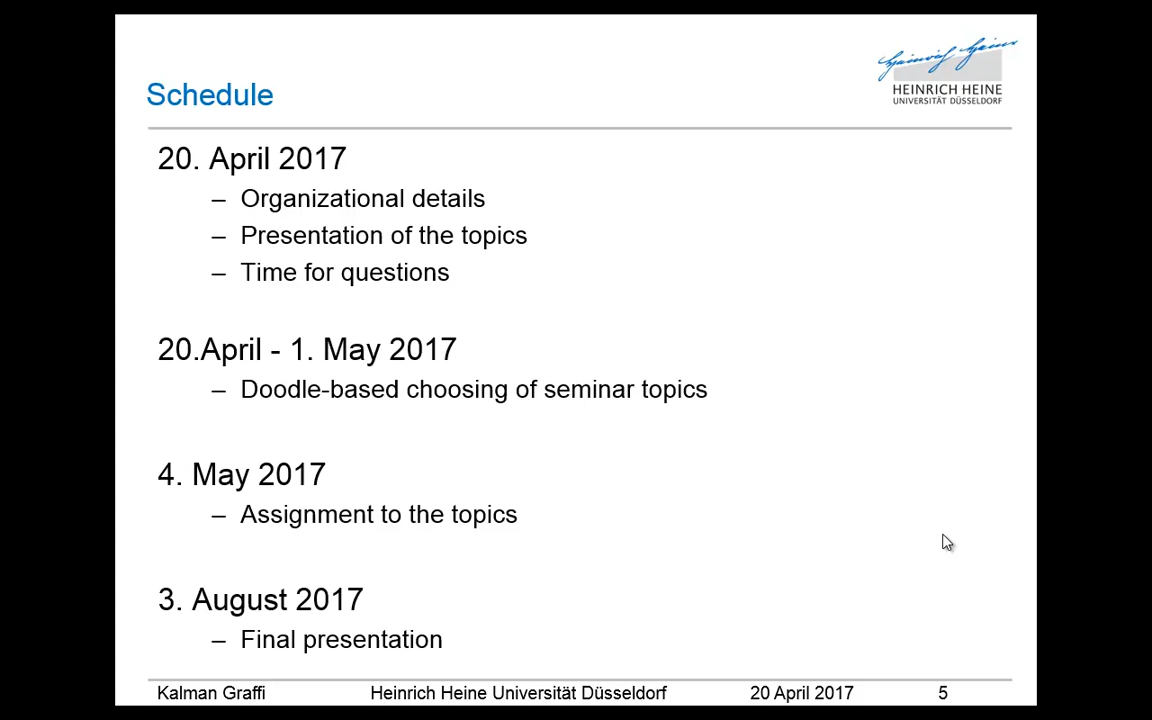 Heinrich Heine
HEINRICH HEINE
UNIVERSITÄT DÜSSELDORF
Schedule
20. April 2017
– Organizational details
– Presentation of the topics
– Time for questions
20.April - 1. May 2017
– Doodle-based choosing of seminar topics
4. May 2017
– Assignment to the topics
3. August 2017
– Final presentation
Kalman Graffi Heinrich Heine Universität Düsseldorf 20 April 2017 5